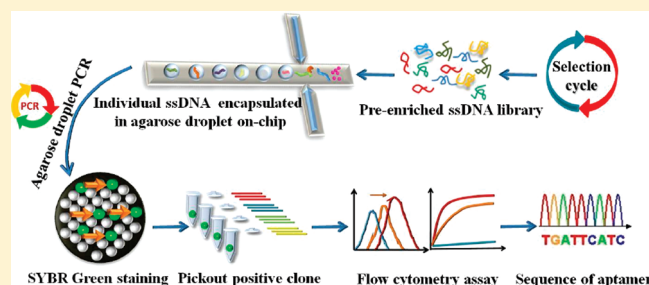 Selection
cycle
Pre-enriched ssDNA library
Individual ssDNA encapsulated
in agarose droplet on-chip
PCR
Agarose droplet PCR
SYBR Green staining
Pickout positive clone
Flow cytometry assay
TGATTCATC
Sequence of aptamer